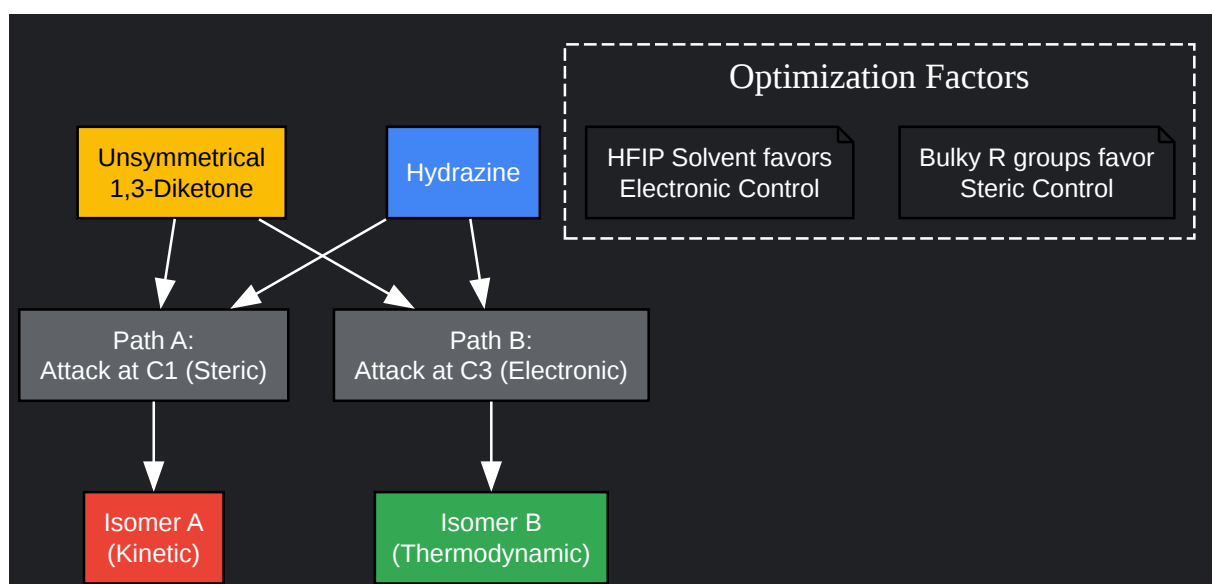 Optimization Factors
Unsymmetrical
1,3-Diketone
Hydrazine
HFIP Solvent favors
Electronic Control
Bulky R groups favor
Steric Control
Path A:
Attack at C1 (Steric)
Path B:
Attack at C3 (Electronic)
Isomer A
(Kinetic)
Isomer B
(Thermodynamic)